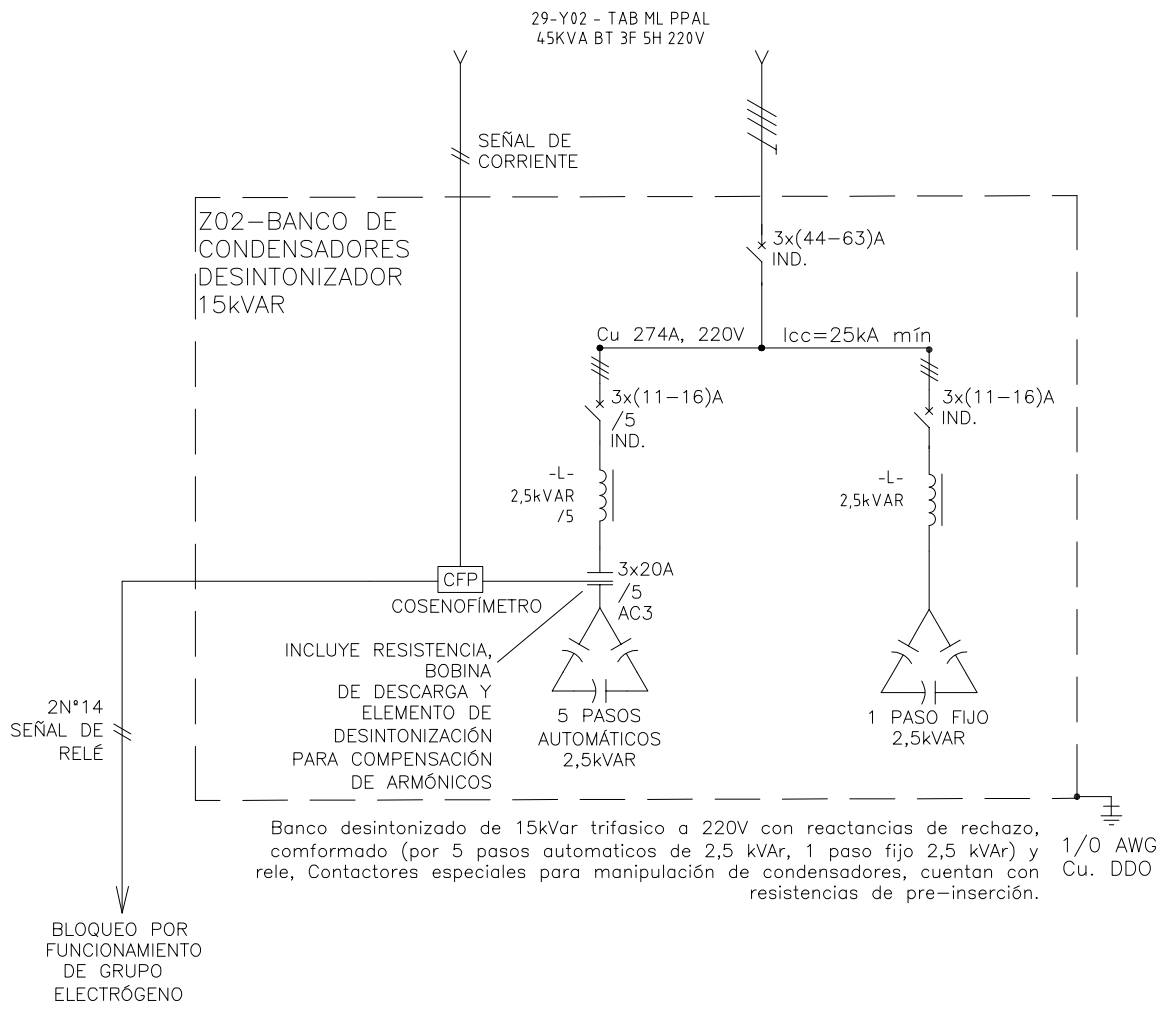 29-Y02 - TAB ML PPAL
45KVA BT 3F 5H 220V
SEÑAL DE
CORRIENTE
Z02-BANCO DE
CONDENSADORES
DESINTONIZADOR
15kVAR
3x(44-63)A
IND.
Cu 274A, 220V
Icc=25kA mín
3x(11-16)A
/5
IND.
3x(11-16)A
IND.
-L-
2,5kVAR
/5
-L-
2,5kVAR
CFP
COSENOFÍMETRO
3x20A
/5
AC3
INCLUYE RESISTENCIA,
BOBINA
DE DESCARGA Y
ELEMENTO DE
DESINTONIZACIÓN
PARA COMPENSACIÓN
DE ARMÓNICOS
5 PASOS
AUTOMÁTICOS
2,5kVAR
1 PASO FIJO
2,5kVAR
2N°14
SEÑAL DE
RELÉ
Banco desintonizado de 15kVar trifasico a 220V con reactancias de rechazo,
comformado (por 5 pasos automaticos de 2,5 kVAr, 1 paso fijo 2,5 kVAr) y
rele, Contactores especiales para manipulación de condensadores, cuentan con
resistencias de pre-inserción.
1/0 AWG
Cu. DDO
BLOQUEO POR
FUNCIONAMIENTO
DE GRUPO
ELECTRÓGENO